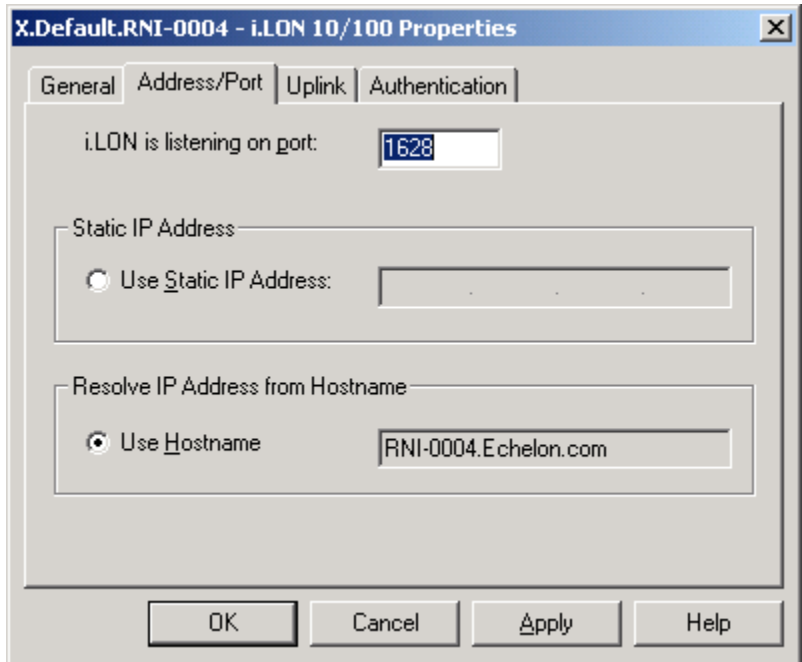 X.Default.RNI-0004 - i.LON 10/100 Properties
General Address/Port Uplink Authentication
i.LON is listening on port: 1628
Static IP Address
Use Static IP Address: . . .
Resolve IP Address from Hostname
Use Hostname RNI-0004.Echelon.com
OK Cancel Apply Help